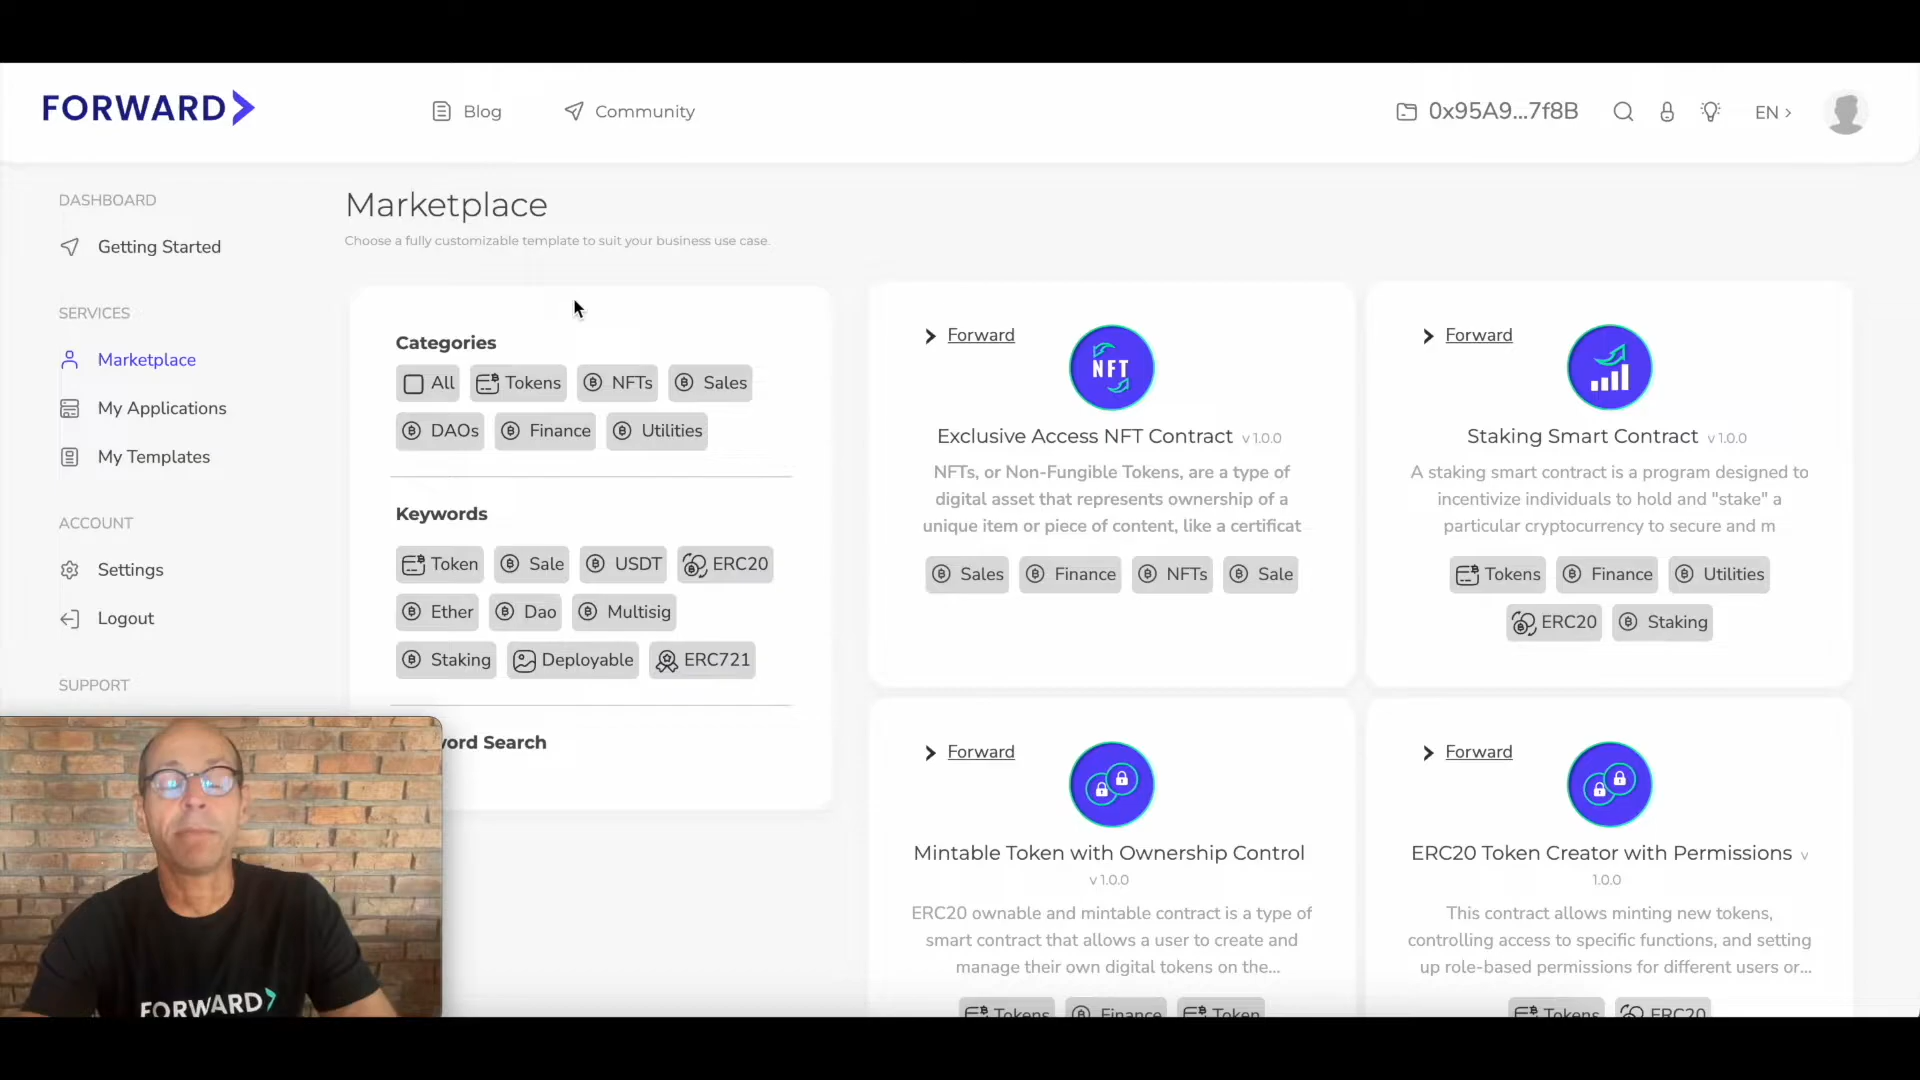 FORWARD
Blog
Community
0x95A9...7f8B
EN
DASHBOARD
Getting Started
SERVICES
Marketplace
My Applications
My Templates
ACCOUNT
Settings
Logout
SUPPORT
Marketplace
Choose a fully customizable template to suit your business use case.
Categories
All Tokens NFTs Sales
DAOs Finance Utilities
Keywords
Token Sale USDT ERC20
Ether Dao Multisig
Staking Deployable ERC721
word Search
Forward
NFT
Exclusive Access NFT Contract v 1.0.0
NFTs, or Non-Fungible Tokens, are a type of
digital asset that represents ownership of a
unique item or piece of content, like a certificat
Sales Finance NFTs Sale
Forward
Staking Smart Contract v 1.0.0
A staking smart contract is a program designed to
incentivize individuals to hold and "stake" a
particular cryptocurrency to secure and m
Tokens Finance Utilities
ERC20 Staking
Forward
Mintable Token with Ownership Control
v 1.0.0
ERC20 ownable and mintable contract is a type of
smart contract that allows a user to create and
manage their own digital tokens on the...
Tokens Finance Token
Forward
ERC20 Token Creator with Permissions v
1.0.0
This contract allows minting new tokens,
controlling access to specific functions, and setting
up role-based permissions for different users or...
Tokens ERC20
FORWARD